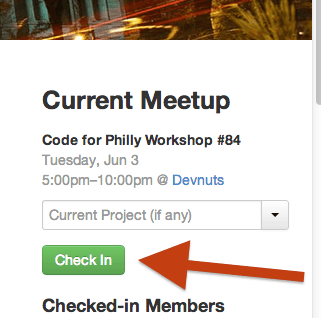 Current Meetup
Code for Philly Workshop #84
Tuesday, Jun 3
5:00pm–10:00pm @ Devnuts
Current Project (if any)
Check In
Checked-in Members